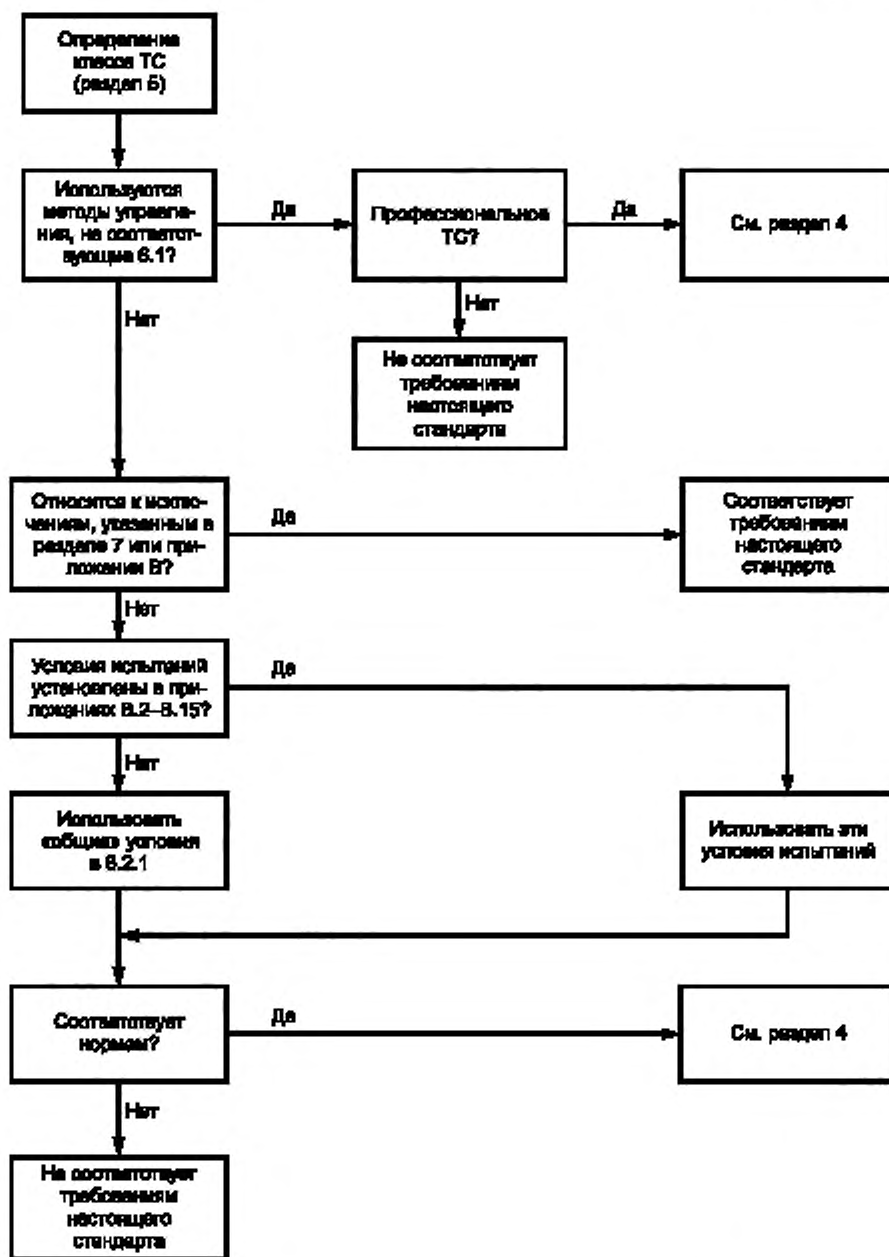 Определение
класса ТС
(раздел 5)
Используются
методы управле-
ния, не соответст-
вующие 6.1?
Да
Профессиональное
ТС?
Да
См. раздел 4
Нет
Нет
Не соответствует
требованиям
настоящего
стандарта
Относится к исклю-
чениям, указанным в
разделе 7 или при-
ложении В?
Да
Соответствует
требованиям
настоящего
стандарта
Нет
Условия испытаний
установлены в при-
ложениях В.2–В.15?
Да
Нет
Использовать
«общие» условия
в 6.2.1
Использовать эти
условия испытаний
Соответствует
нормам?
Да
См. раздел 4
Нет
Не соответствует
требованиям
настоящего
стандарта